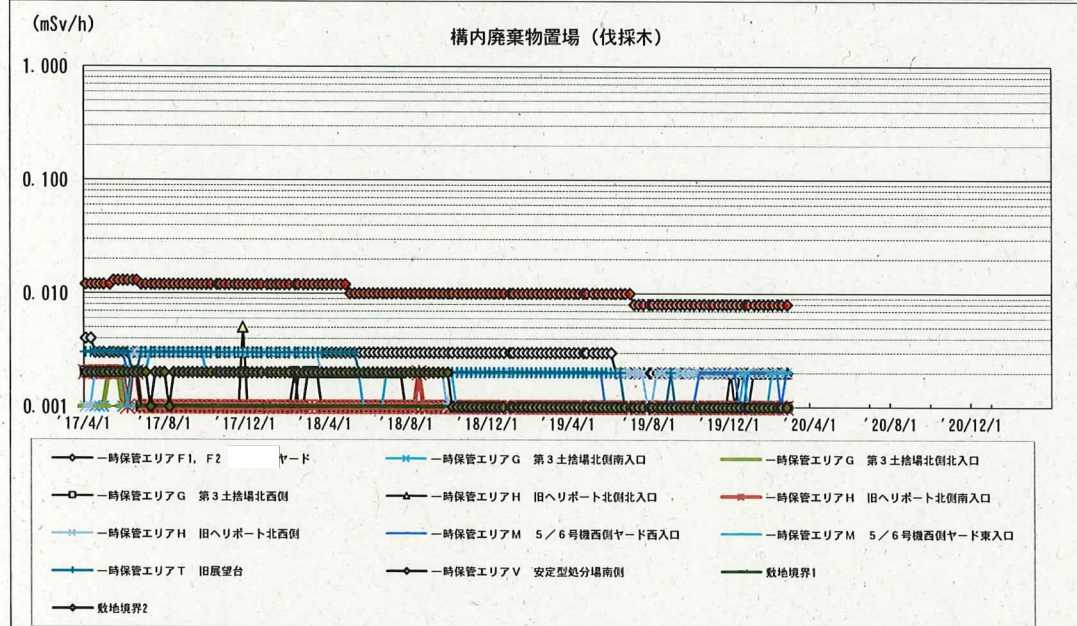 (mSv/h)
構内廃棄物置場（伐採木）
1.000
0.100
0.010
0.001
'17/4/1 '17/8/1 '17/12/1 '18/4/1 '18/8/1 '18/12/1 '19/4/1 '19/8/1 '19/12/1 '20/4/1 '20/8/1 '20/12/1
一時保管エリアＦ1，Ｆ2 ヤード 一時保管エリアＧ 第３土捨場北側南入口 一時保管エリアＧ 第３土捨場北側北入口
一時保管エリアＧ 第３土捨場北西側 一時保管エリアＨ 旧ヘリポート北側北入口 一時保管エリアＨ 旧ヘリポート北側南入口
一時保管エリアＨ 旧ヘリポート北西側 一時保管エリアＭ ５／６号機西側ヤード西入口 一時保管エリアＭ ５／６号機西側ヤード東入口
一時保管エリアＴ 旧展望台 一時保管エリアＶ 安定型処分場南側 敷地境界1
敷地境界2